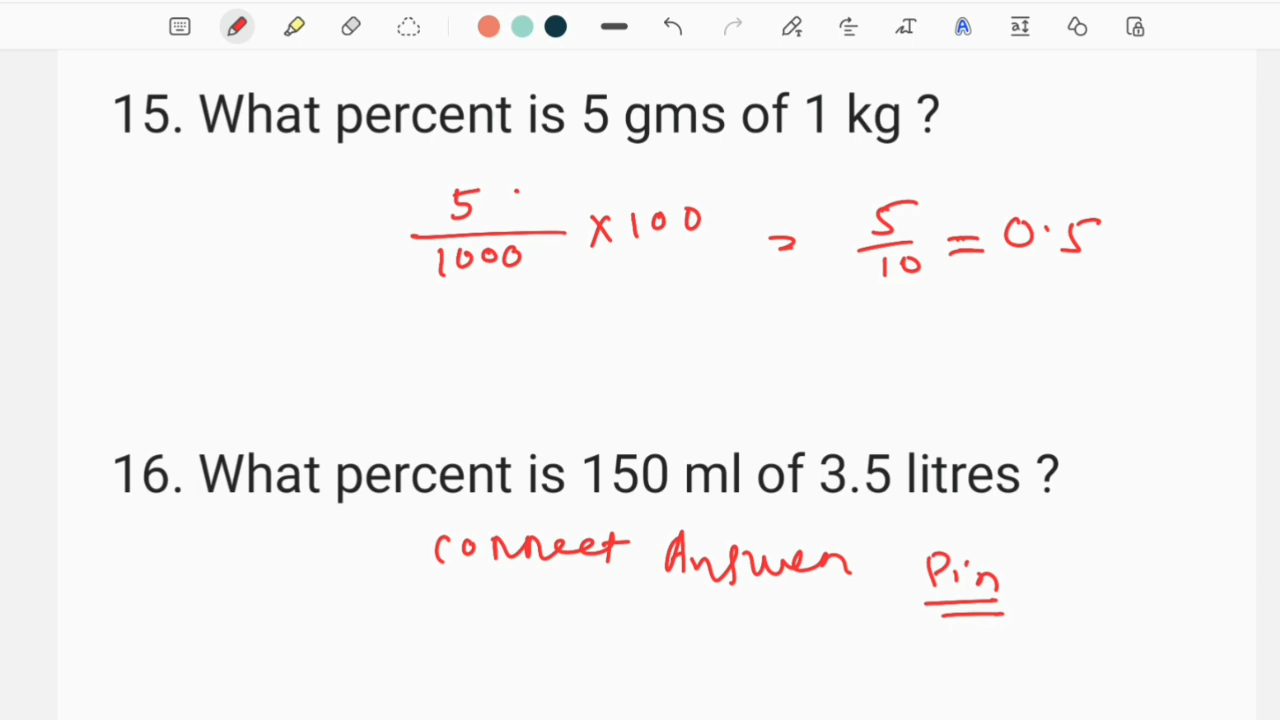 15. What percent is 5 gms of 1 kg ?
5
1000
x 100 = 5
10
= 0.5
16. What percent is 150 ml of 3.5 litres ?
correct Answer Pin